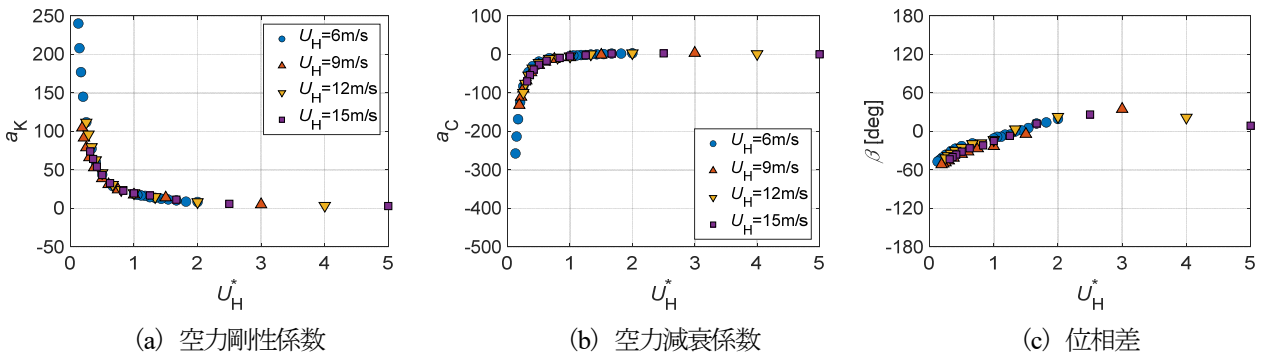 250
200
150
100
50
0
-50
a_K
U_H=6m/s
U_H=9m/s
U_H=12m/s
U_H=15m/s
0 1 2 3 4 5
U_H^*
(a) 空力剛性係数
100
0
-100
-200
-300
-400
-500
a_C
U_H=6m/s
U_H=9m/s
U_H=12m/s
U_H=15m/s
0 1 2 3 4 5
U_H^*
(b) 空力減衰係数
180
120
60
0
-60
-120
-180
β [deg]
0 1 2 3 4 5
U_H^*
(c) 位相差